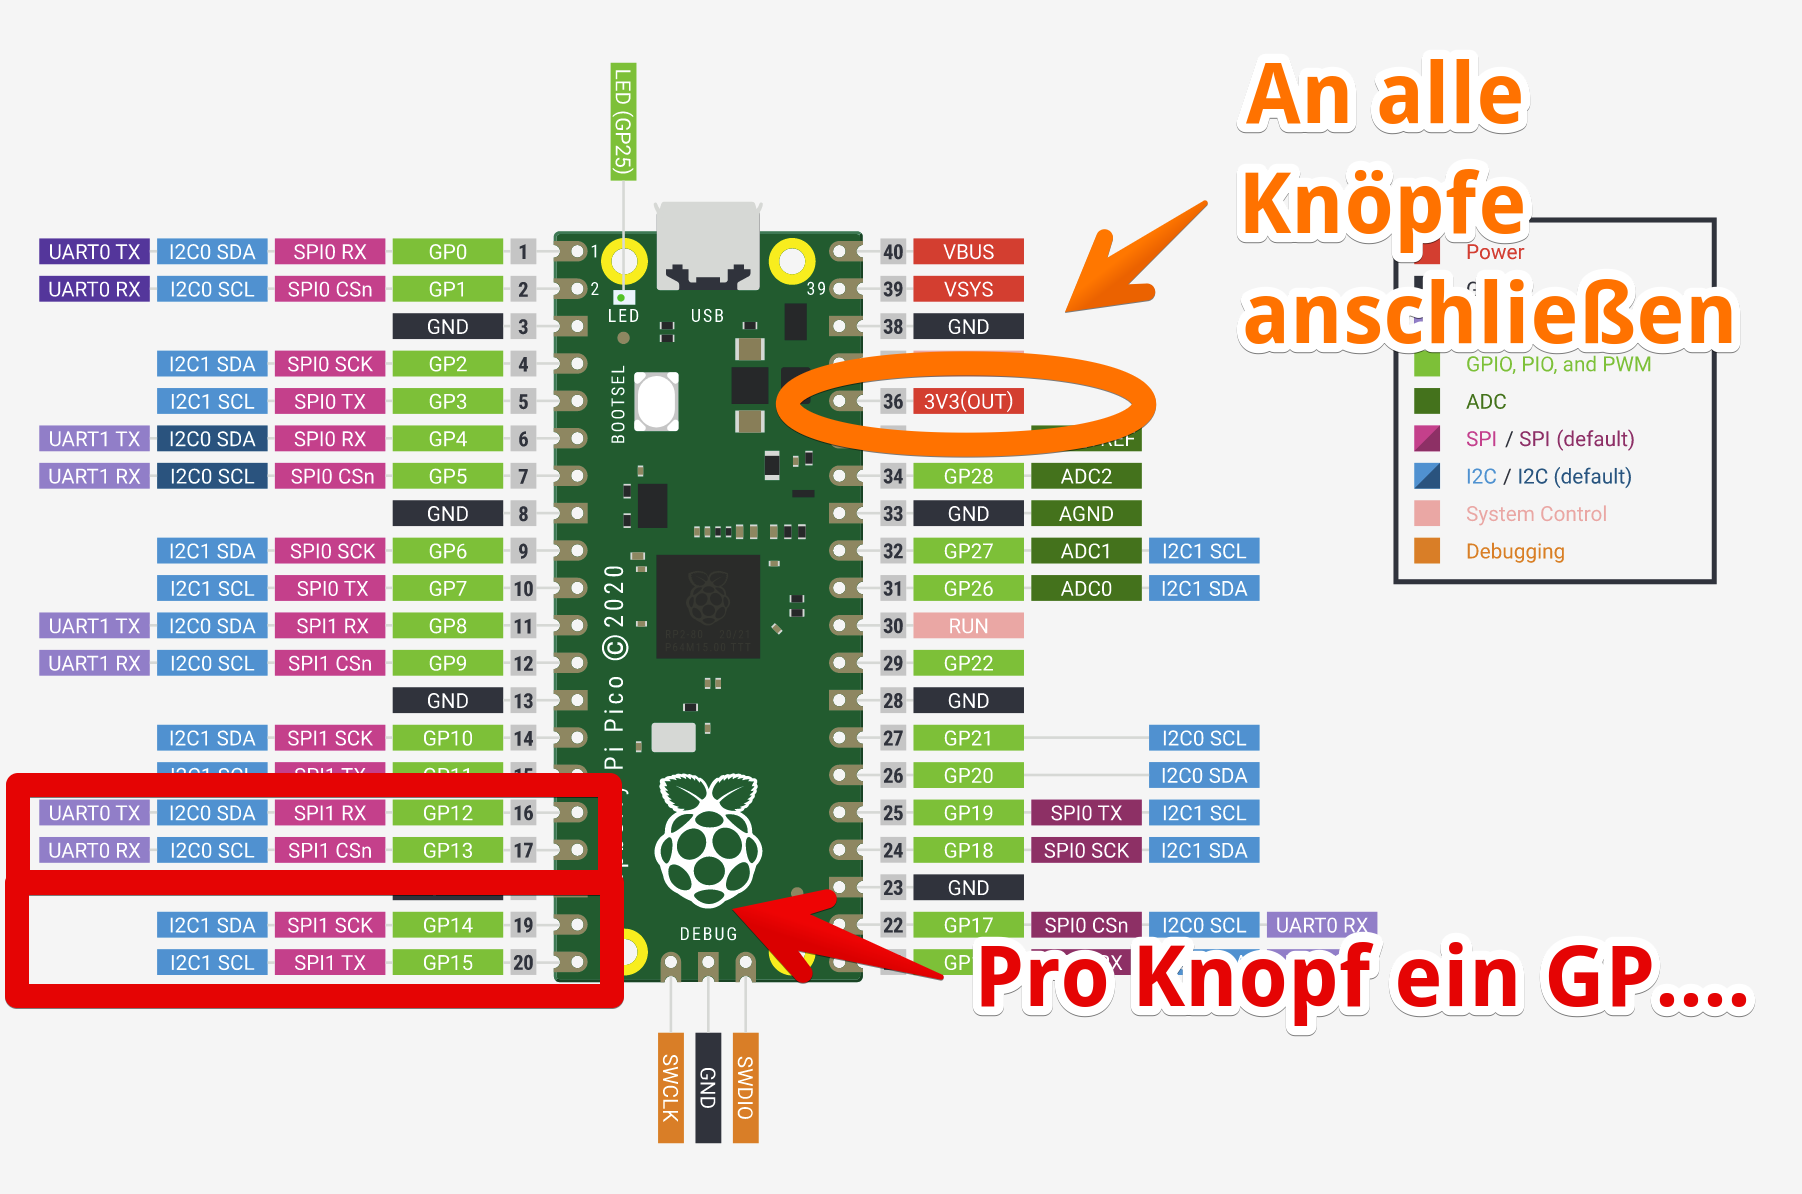 LED (GP25)
An alle
Knöpfe
anschließen
UART0 TX I2C0 SDA SPI0 RX GP0 1 1 40 VBUS
UART0 RX I2C0 SCL SPI0 CSn GP1 2 2 39 39 VSYS
GND 3 LED USB 38 GND
I2C1 SDA SPI0 SCK GP2 4
I2C1 SCL SPI0 TX GP3 5 BOOTSEL 36 3V3(OUT)
UART1 TX I2C0 SDA SPI0 RX GP4 6
UART1 RX I2C0 SCL SPI0 CSn GP5 7 34 GP28 ADC2
GND 8 33 GND AGND
I2C1 SDA SPI0 SCK GP6 9 32 GP27 ADC1 I2C1 SCL
I2C1 SCL SPI0 TX GP7 10 31 GP26 ADC0 I2C1 SDA
UART1 TX I2C0 SDA SPI1 RX GP8 11 30 RUN
UART1 RX I2C0 SCL SPI1 CSn GP9 12 29 GP22
GND 13 28 GND
I2C1 SDA SPI1 SCK GP10 14 27 GP21 I2C0 SCL
I2C1 SCL SPI1 TX GP11 15 26 GP20 I2C0 SDA
UART0 TX I2C0 SDA SPI1 RX GP12 16 25 GP19 SPI0 TX I2C1 SCL
UART0 RX I2C0 SCL SPI1 CSn GP13 17 24 GP18 SPI0 SCK I2C1 SDA
23 GND
I2C1 SDA SPI1 SCK GP14 19 22 GP17 SPI0 CSn I2C0 SCL UART0 RX
I2C1 SCL SPI1 TX GP15 20
Pi Pico ©2020
DEBUG
Pro Knopf ein GP....
SWCLK
GND
SWDIO
Power
GPIO, PIO, and PWM
ADC
SPI / SPI (default)
I2C / I2C (default)
System Control
Debugging